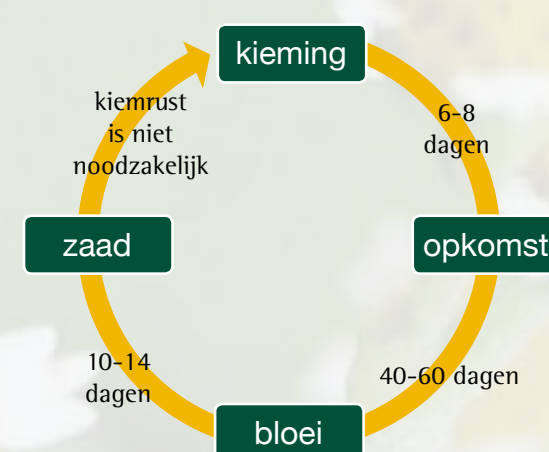 kieming
6-8
dagen
opkomst
40-60 dagen
bloei
10-14
dagen
zaad
kiemrust
is niet
noodzakelijk